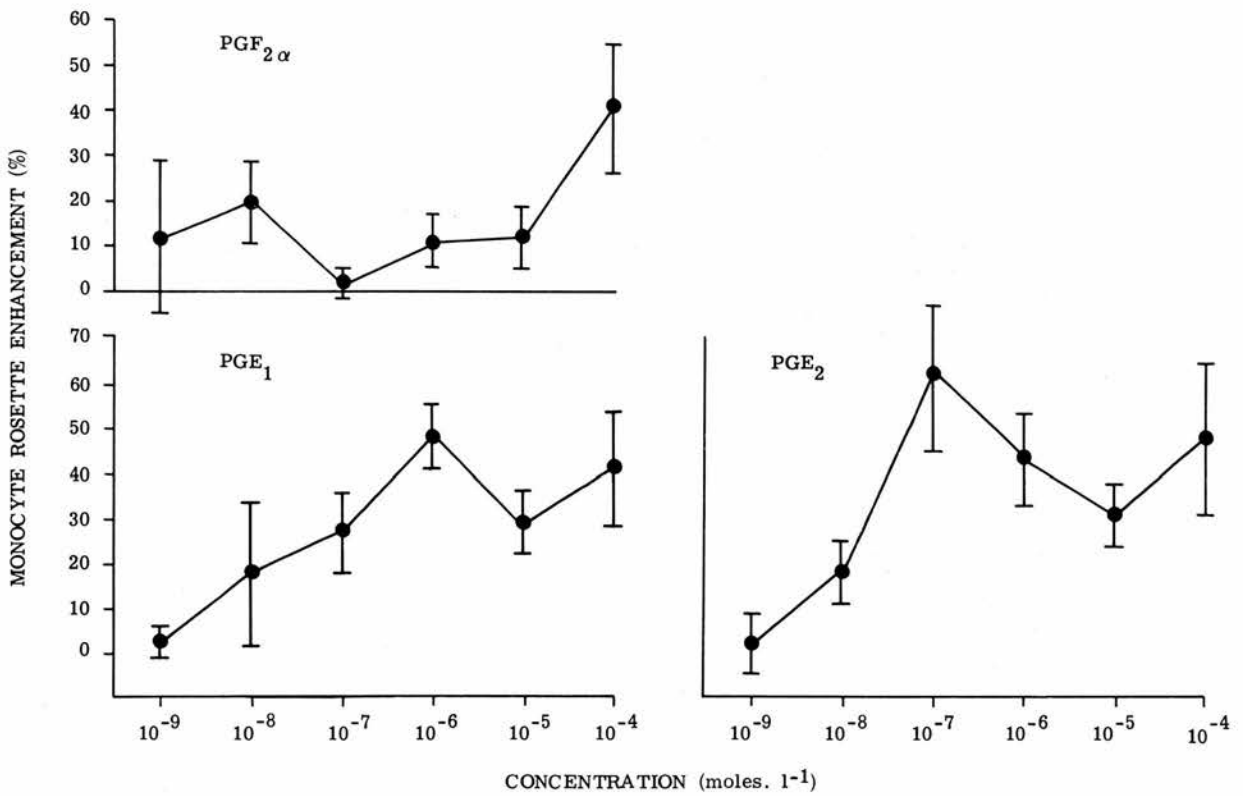 MONOCYTE ROSETTE ENHANCEMENT (%)
PGF2α
60
50
40
30
20
10
0
PGE1
70
60
50
40
30
20
10
0
10-9 10-8 10-7 10-6 10-5 10-4
PGE2
10-9 10-8 10-7 10-6 10-5 10-4
CONCENTRATION (moles. l-1)